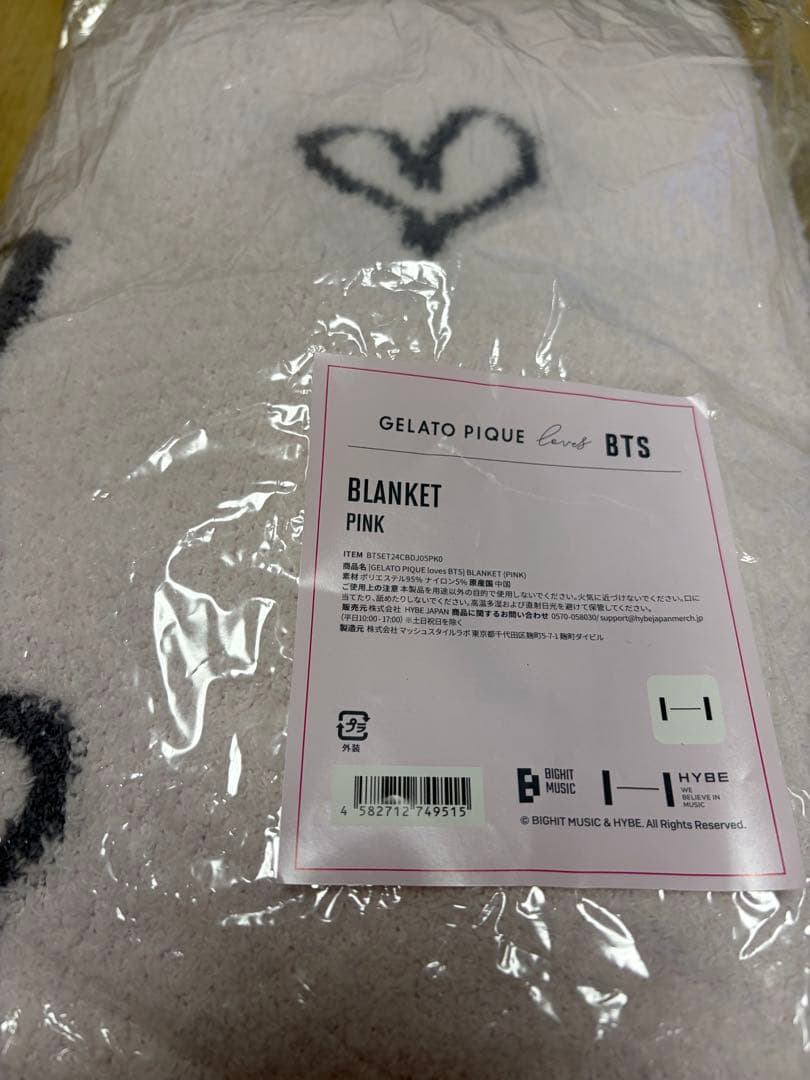 GELATO PIQUE loves BTS
BLANKET
PINK
ITEM BTSET24CBDJ05PK0
商品名 [GELATO PIQUE loves BTS] BLANKET (PINK)
素材 ポリエステル95% ナイロン5% 原産国 中国
ご使用上の注意 本製品を用途以外の目的で使用しないでください。火気に近づけないでください。口に
当てたり、舐めたりしないでください。高温多湿および直射日光を避けて保管してください。
販売元 株式会社 HYBE JAPAN 商品に関するお問い合わせ 0570-058030/ support@hybejapanmerch.jp
(平日10:00-17:00) ※土日祝日を除く
製造元 株式会社 マッシュスタイルラボ 東京都千代田区麹町5-7-1 麹町ダイビル
プラ
外装
4 582712 749515
BIGHIT
MUSIC
HYBE
WE
BELIEVE IN
MUSIC
© BIGHIT MUSIC & HYBE. All Rights Reserved.